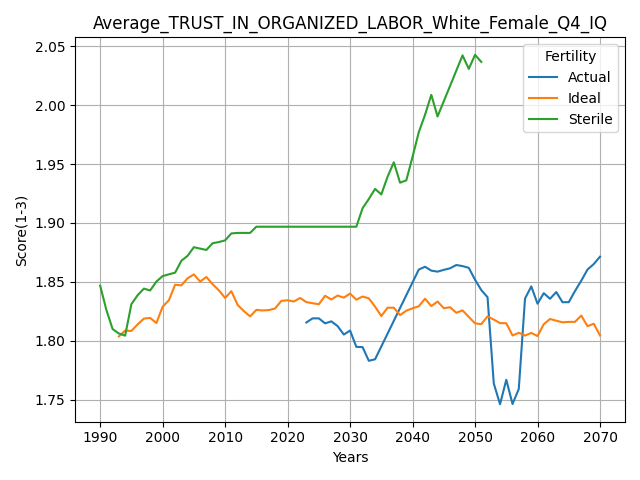 Average_TRUST_IN_ORGANIZED_LABOR_White_Female_Q4_IQ
Fertility
Actual
Ideal
Sterile
Score(1-3)
2.05
2.00
1.95
1.90
1.85
1.80
1.75
1990 2000 2010 2020 2030 2040 2050 2060 2070
Years